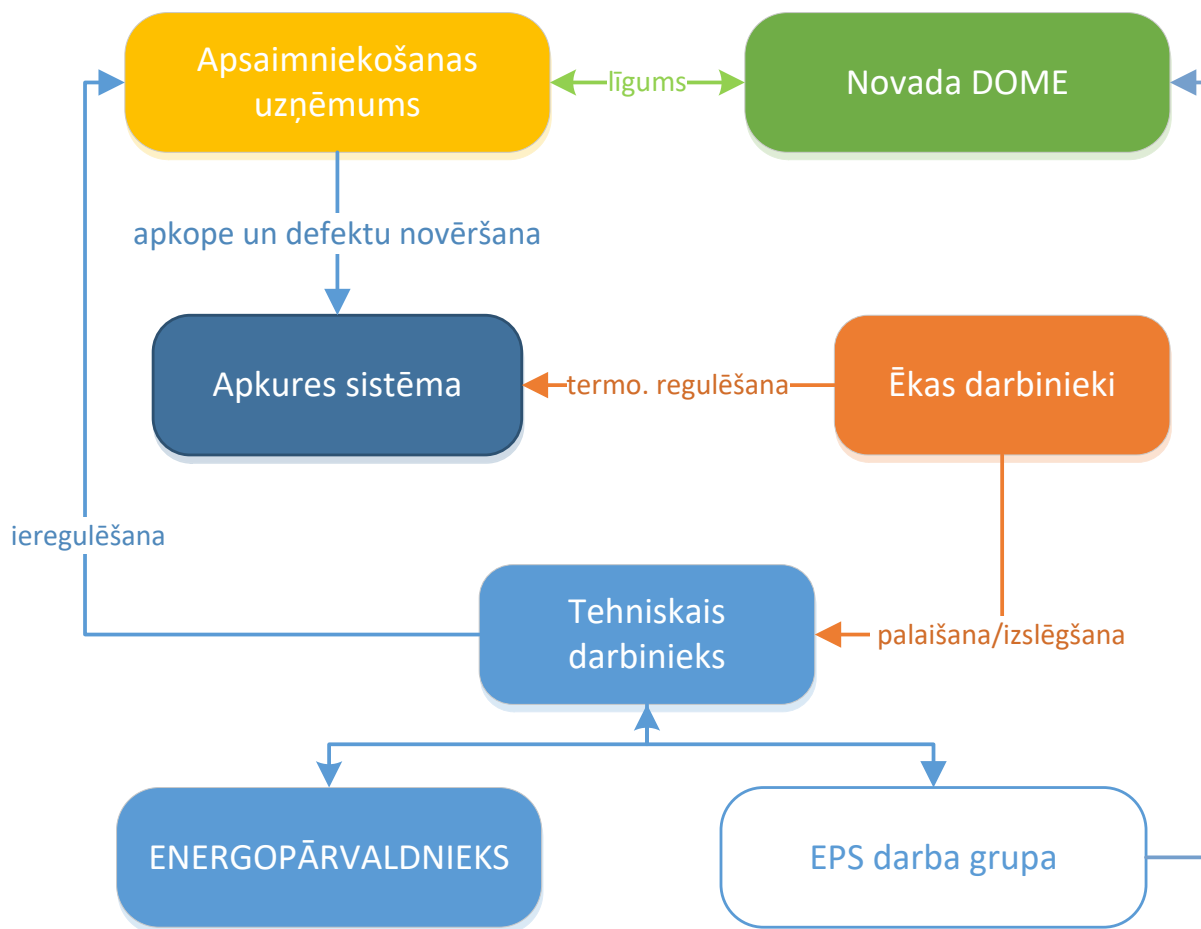 Apsaimniekošanas
uzņēmums
līgums
Novada DOME
apkope un defektu novēršana
Apkures sistēma
termo. regulēšana
Ēkas darbinieki
ieregulēšana
Tehniskais
darbinieks
palaišana/izslēgšana
ENERGOPĀRVALDNIEKS
EPS darba grupa